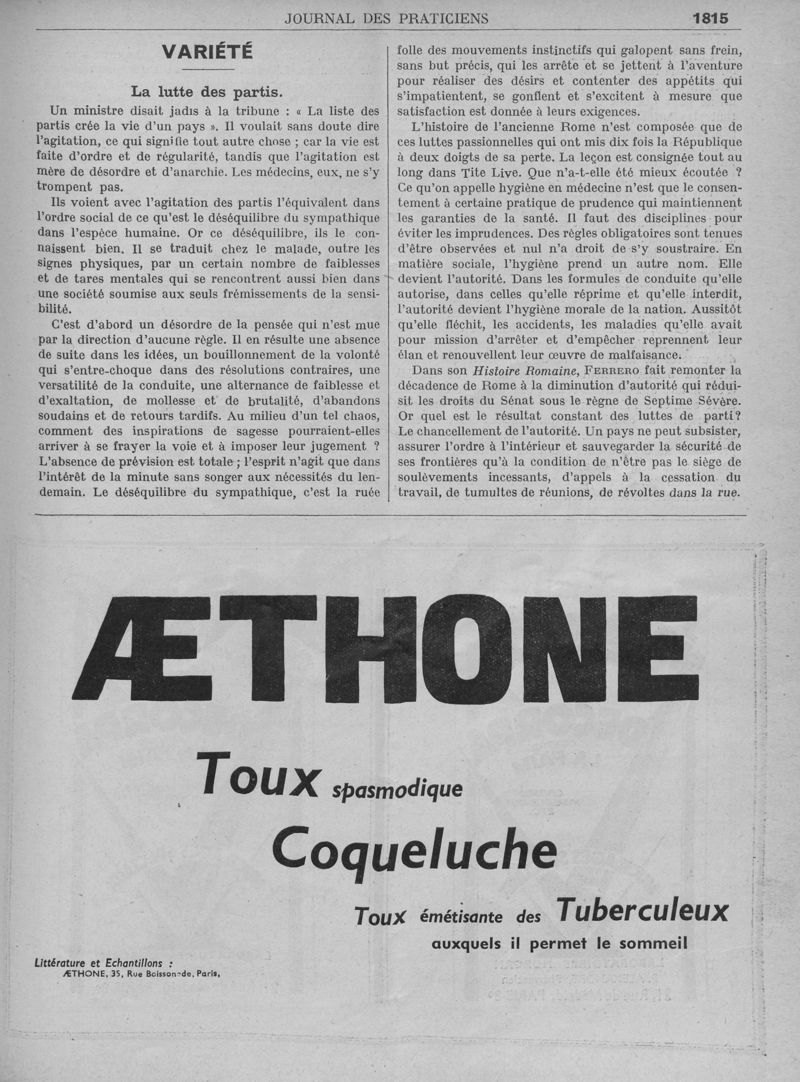 JOURNAL DES PRATICIENS 1815
VARIÉTÉ
La lutte des partis.
Un ministre disait jadis à la tribune : « La liste des
partis crée la vie d'un pays ». Il voulait sans doute dire
l'agitation, ce qui signifie tout autre chose ; car la vie est
faite d'ordre et de régularité, tandis que l'agitation est
mère de désordre et d'anarchie. Les médecins, eux, ne s'y
trompent pas.
Ils voient avec l'agitation des partis l'équivalent dans
l'ordre social de ce qu'est le déséquilibre du sympathique
dans l'espèce humaine. Or ce déséquilibre, ils le con-
naissent bien. Il se traduit chez le malade, outre les
signes physiques, par un certain nombre de faiblesses
et de tares mentales qui se rencontrent aussi bien dans
une société soumise aux seuls frémissements de la sensi-
bilité.
C'est d'abord un désordre de la pensée qui n'est mue
par la direction d'aucune règle. Il en résulte une absence
de suite dans les idées, un bouillonnement de la volonté
qui s'entre-choque dans des résolutions contraires, une
versatilité de la conduite, une alternance de faiblesse et
d'exaltation, de mollesse et de brutalité, d'abandons
soudains et de retours tardifs. Au milieu d'un tel chaos,
comment des inspirations de sagesse pourraient-elles
arriver à se frayer la voie et à imposer leur jugement ?
L'absence de prévision est totale ; l'esprit n'agit que dans
l'intérêt de la minute sans songer aux nécessités du len-
demain. Le déséquilibre du sympathique, c'est la ruée
folle des mouvements instinctifs qui galopent sans frein,
sans but précis, qui les arrête et se jettent à l'aventure
pour réaliser des désirs et contenter des appétits qui
s'impatientent, se gonflent et s'excitent à mesure que
satisfaction est donnée à leurs exigences.
L'histoire de l'ancienne Rome n'est composée que de
ces luttes passionnelles qui ont mis dix fois la République
à deux doigts de sa perte. La leçon est consignée tout au
long dans Tite Live. Que n'a-t-elle été mieux écoutée ?
Ce qu'on appelle hygiène en médecine n'est que le consen-
tement à certaine pratique de prudence qui maintiennent
les garanties de la santé. Il faut des disciplines pour
éviter les imprudences. Des règles obligatoires sont tenues
d'être observées et nul n'a droit de s'y soustraire. En
matière sociale, l'hygiène prend un autre nom. Elle
devient l'autorité. Dans les formules de conduite qu'elle
autorise, dans celles qu'elle réprime et qu'elle interdit,
l'autorité devient l'hygiène morale de la nation. Aussitôt
qu'elle fléchit, les accidents, les maladies qu'elle avait
pour mission d'arrêter et d'empêcher reprennent leur
élan et renouvellent leur œuvre de malfaisance.
Dans son Histoire Romaine, FERRERO fait remonter la
décadence de Rome à la diminution d'autorité qui rédui-
sit les droits du Sénat sous le règne de Septime Sévère.
Or quel est le résultat constant des luttes de parti?
Le chancellement de l'autorité. Un pays ne peut subsister,
assurer l'ordre à l'intérieur et sauvegarder la sécurité de
ses frontières qu'à la condition de n'être pas le siège de
soulèvements incessants, d'appels à la cessation du
travail, de tumultes de réunions, de révoltes dans la rue.
ÆTHONE
Toux spasmodique
Coqueluche
Toux émétisante des Tuberculeux
auxquels il permet le sommeil
Littérature et Echantillons :
ÆTHONE, 35, Rue Paris,